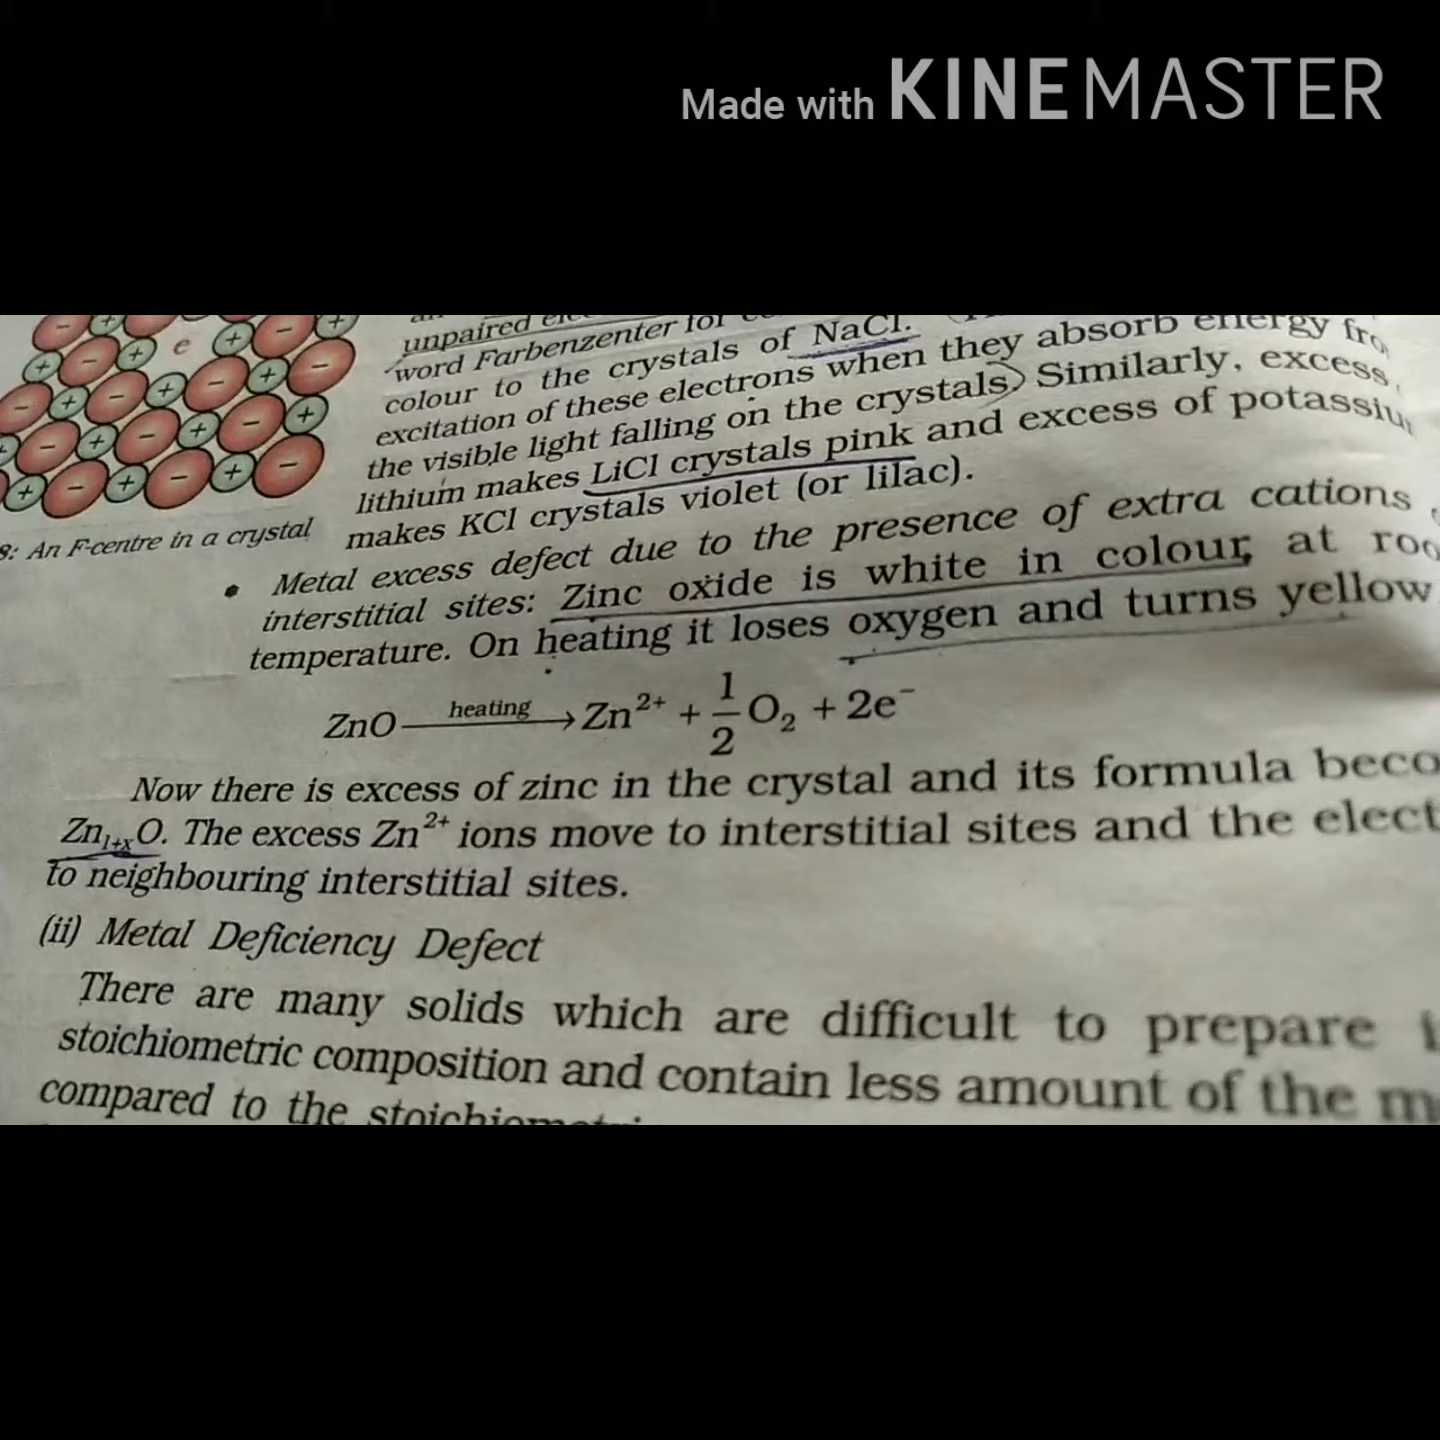 Made with KINEMASTER
unpaired
word Farbenzenter for
colour to the crystals of NaCl.
excitation of these electrons when they absorb energy
the visible light falling on the crystals) Similarly, excess
lithium makes LiCl crystals pink and excess of
makes KCl crystals violet (or lilac).
8: An F-centre in a crystal
• Metal excess defect due to the presence of extra cations
interstitial sites: Zinc oxide is white in colour at
temperature. On heating it loses oxygen and turns yellow
ZnO heating → Zn²⁺ + 1/2 O₂ + 2e⁻
Now there is excess of zinc in the crystal and its formula
Zn₁₊ₓO. The excess Zn²⁺ ions move to interstitial sites and the
to neighbouring interstitial sites.
(ii) Metal Deficiency Defect
There are many solids which are difficult to prepare
stoichiometric composition and contain less amount of the
compared to the